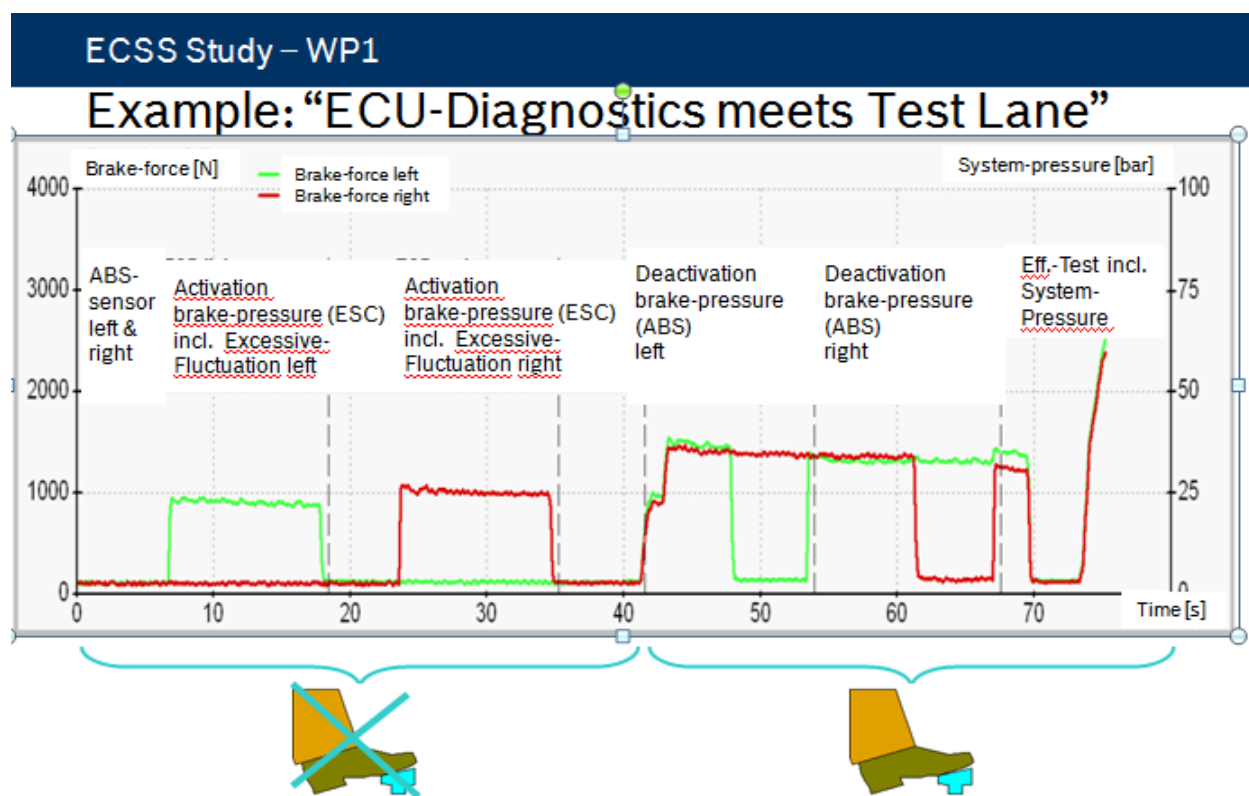 ECSS Study – WP1
Example: “ECU-Diagnostics meets Test Lane”
Brake-force [N]
Brake-force left
Brake-force right
System-pressure [bar]
4000
3000
2000
1000
0
100
75
50
25
0
ABS-
sensor
left &
right
Activation
brake-pressure (ESC)
incl. Excessive-
Fluctuation left
Activation
brake-pressure (ESC)
incl. Excessive-
Fluctuation right
Deactivation
brake-pressure
(ABS)
left
Deactivation
brake-pressure
(ABS)
right
Eff.-Test incl.
System-
Pressure
0 10 20 30 40 50 60 70
Time [s]